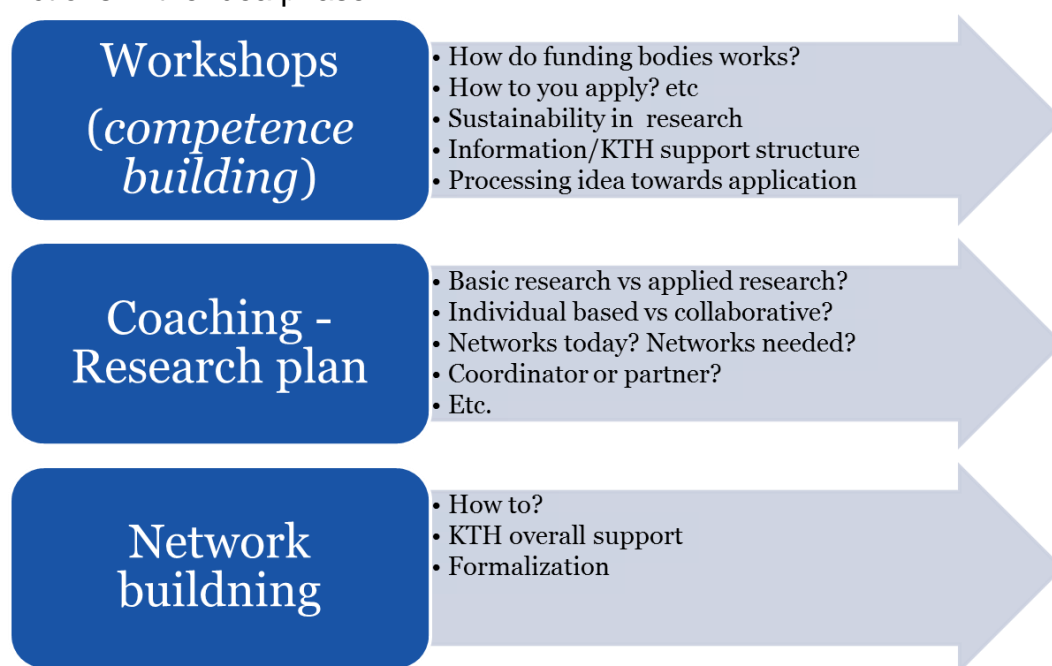 Workshops
(competence
building)
• How do funding bodies works?
• How to you apply? etc
• Sustainability in research
• Information/KTH support structure
• Processing idea towards application
Coaching -
Research plan
• Basic research vs applied research?
• Individual based vs collaborative?
• Networks today? Networks needed?
• Coordinator or partner?
• Etc.
Network
buildning
• How to?
• KTH overall support
• Formalization